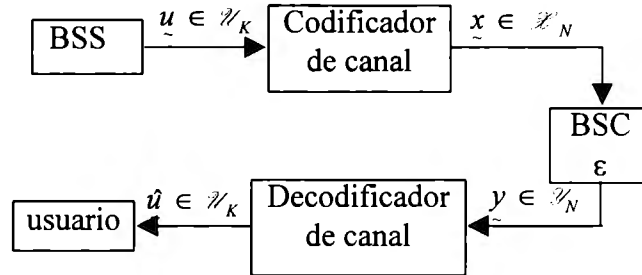 BSS
u ∈ 𝒰_K
Codificador
de canal
x ∈ 𝒳_N
BSC
ε
usuario
û ∈ 𝒰_K
Decodificador
de canal
y ∈ 𝒴_N